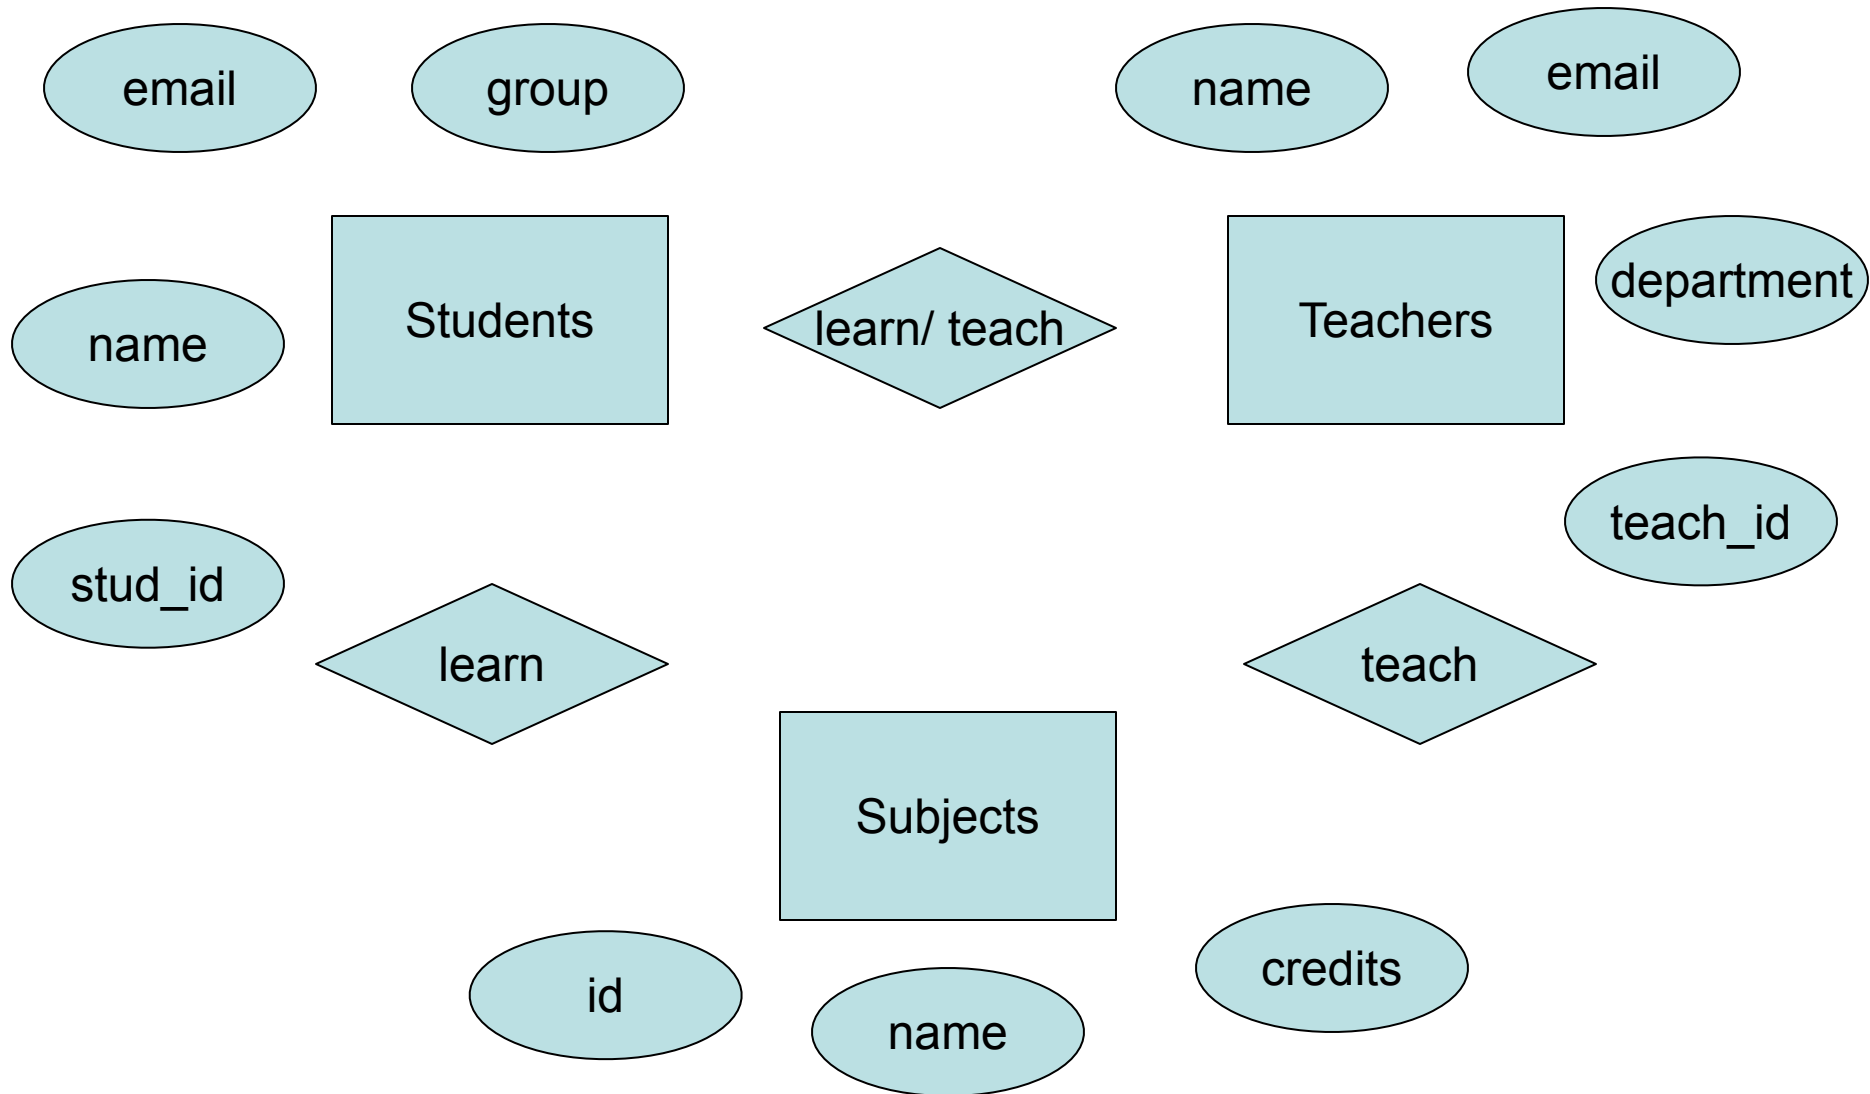 email
group
name
email
Students
learn/ teach
Teachers
department
name
stud_id
teach_id
learn
teach
Subjects
id
name
credits